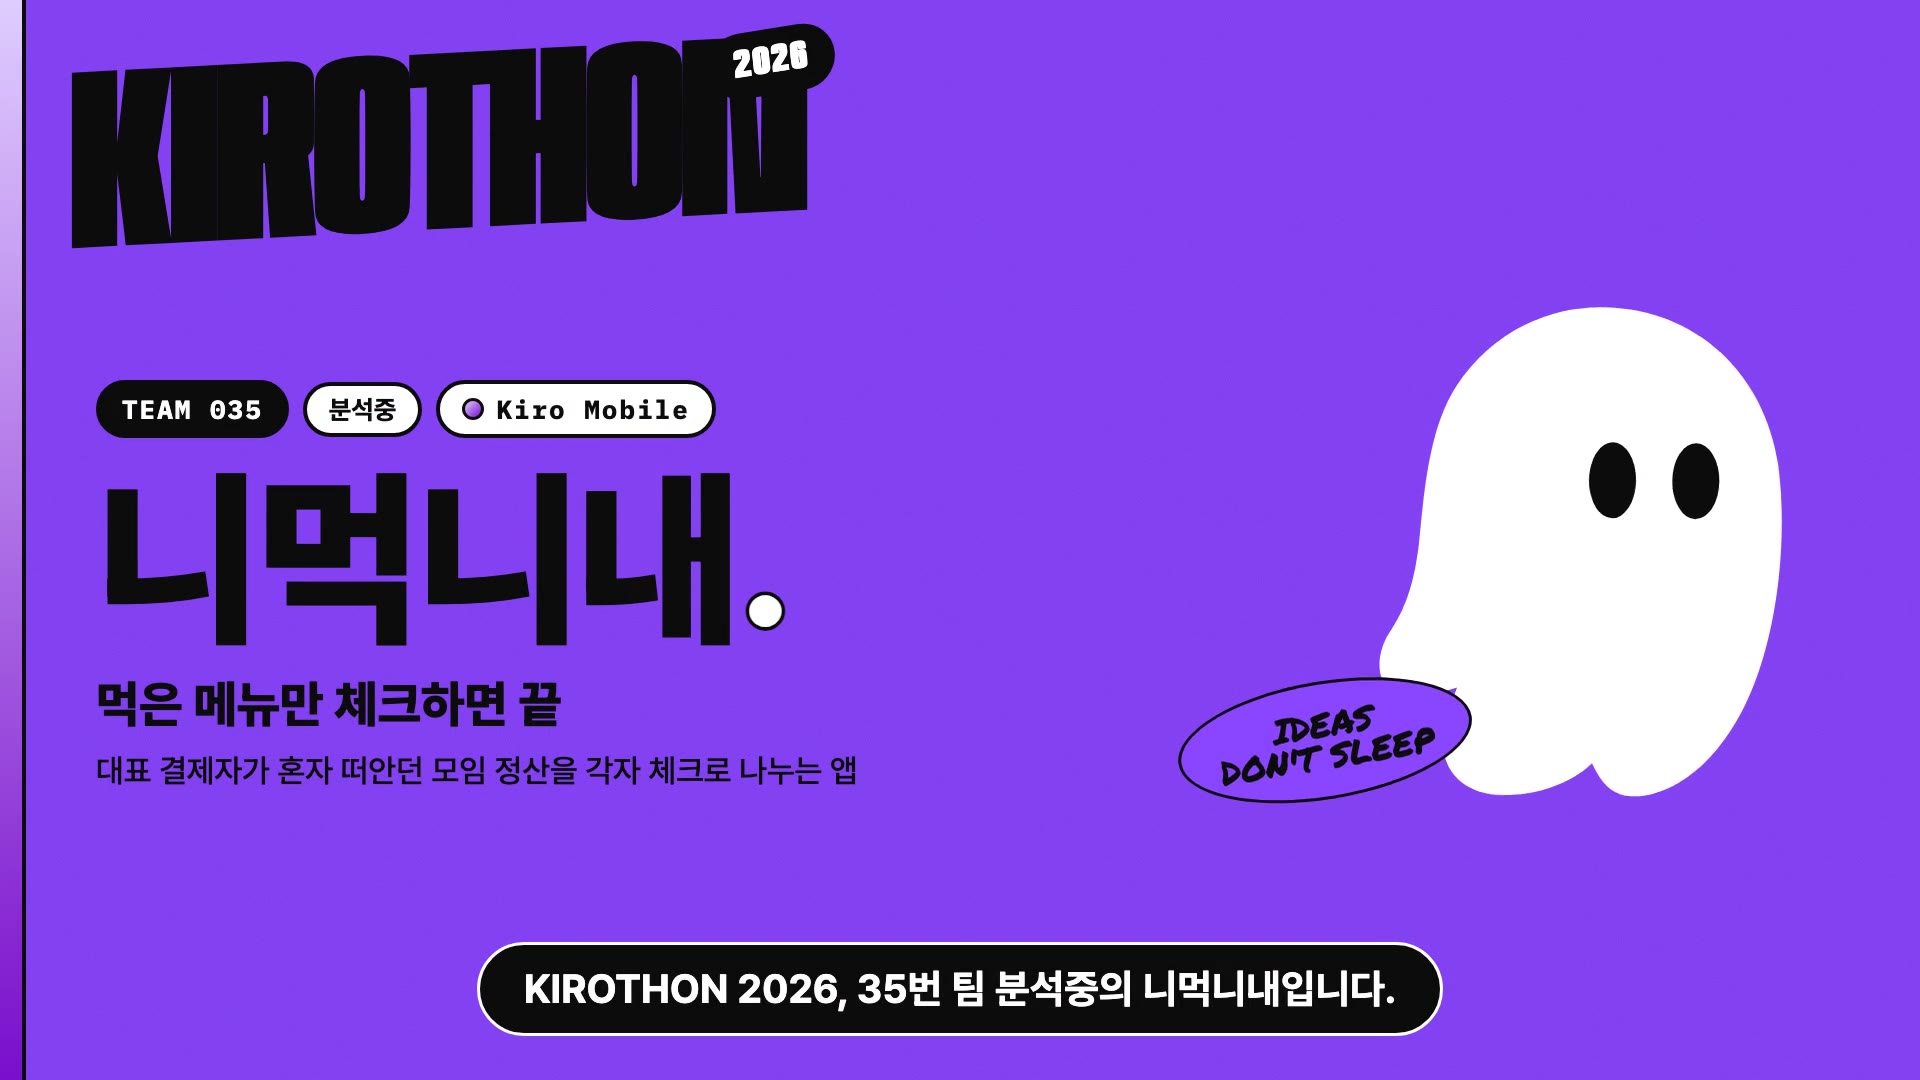 KIROTHON
2026
TEAM 035
분석중
Kiro Mobile
니먹니내.
먹은 메뉴만 체크하면 끝
대표 결제자가 혼자 떠안던 모임 정산을 각자 체크로 나누는 앱
IDEAS
DON'T SLEEP
KIROTHON 2026, 35번 팀 분석중의 니먹니내입니다.